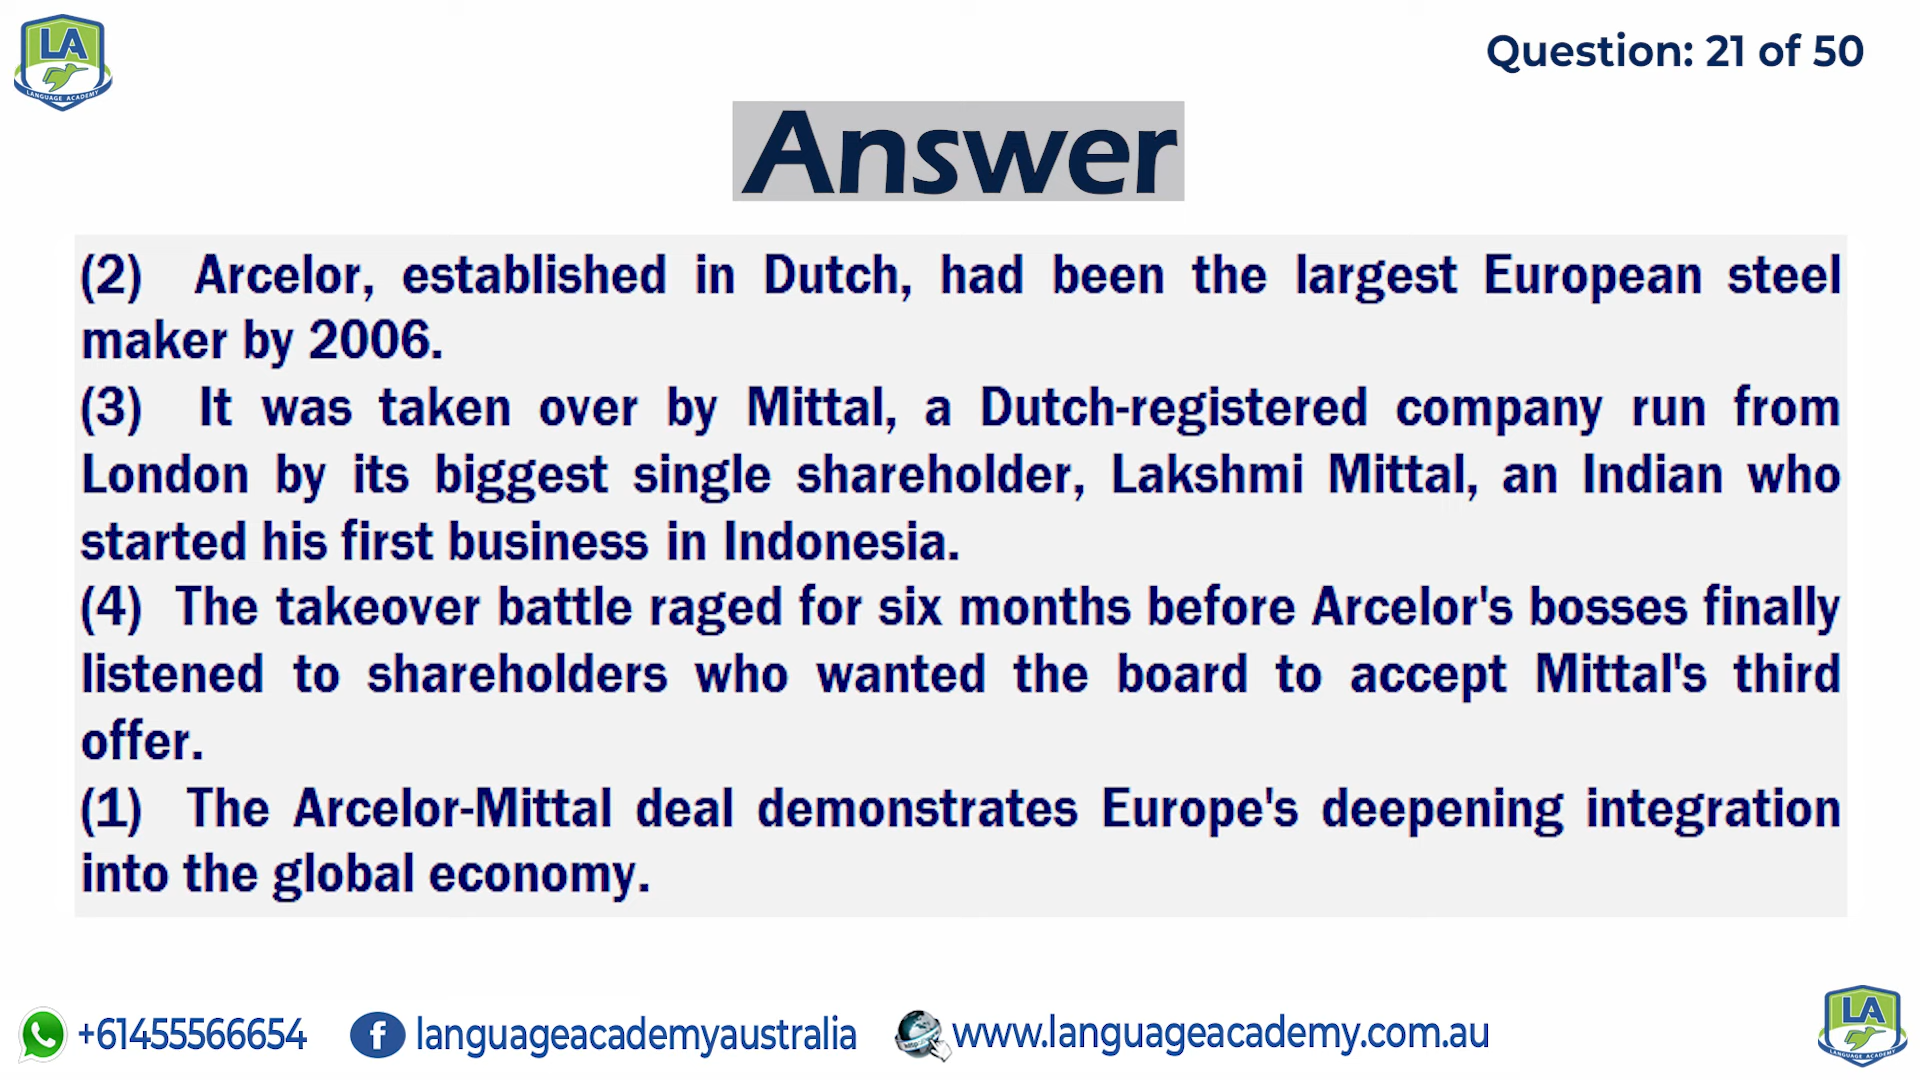 LA
LANGUAGE ACADEMY
Question: 21 of 50
Answer
(2) Arcelor, established in Dutch, had been the largest European steel
maker by 2006.
(3) It was taken over by Mittal, a Dutch-registered company run from
London by its biggest single shareholder, Lakshmi Mittal, an Indian who
started his first business in Indonesia.
(4) The takeover battle raged for six months before Arcelor's bosses finally
listened to shareholders who wanted the board to accept Mittal's third
offer.
(1) The Arcelor-Mittal deal demonstrates Europe's deepening integration
into the global economy.
+61455566654 f languageacademyaustralia www.languageacademy.com.au
LA
LANGUAGE ACADEMY